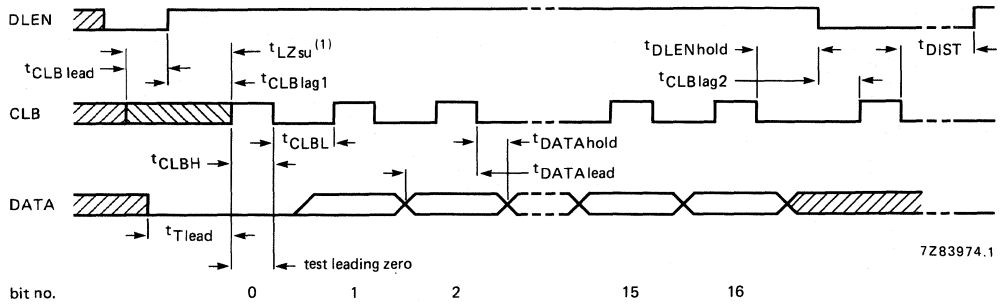 DLEN
tLZsu(1)
tDLENhold
tDIST
tCLBlead
tCLBlag1
tCLBlag2
CLB
tCLBL
tDATAhold
tCLBH
tDATAlead
DATA
tTlead
7Z83974.1
test leading zero
bit no. 0 1 2 15 16